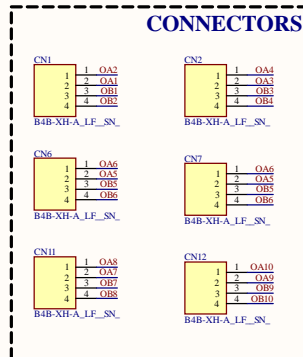 CONNECTORS
CN1
1 1 OA2
2 2 OA1
3 3 OB1
4 4 OB2
B4B-XH-A_LF__SN_
CN2
1 1 OA4
2 2 OA3
3 3 OB3
4 4 OB4
B4B-XH-A_LF__SN_
CN6
1 1 OA6
2 2 OA5
3 3 OB5
4 4 OB6
B4B-XH-A_LF__SN_
CN7
1 1 OA6
2 2 OA5
3 3 OB5
4 4 OB6
B4B-XH-A_LF__SN_
CN11
1 1 OA8
2 2 OA7
3 3 OB7
4 4 OB8
B4B-XH-A_LF__SN_
CN12
1 1 OA10
2 2 OA9
3 3 OB9
4 4 OB10
B4B-XH-A_LF__SN_